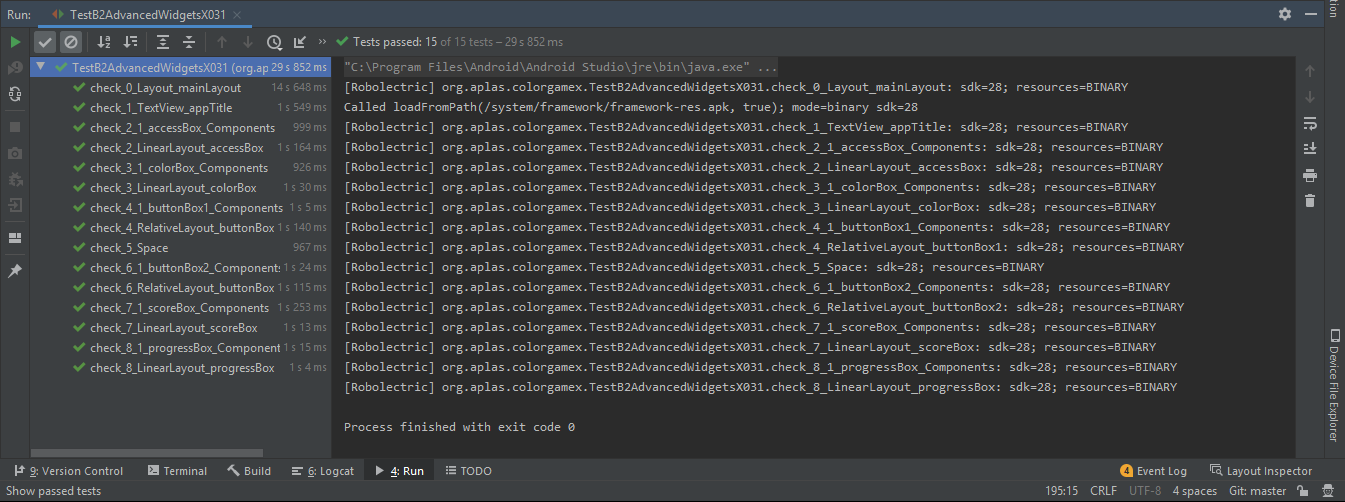 Run: TestB2AdvancedWidgetsX031
Tests passed: 15 of 15 tests – 29 s 852 ms
TestB2AdvancedWidgetsX031 (org.ap 29 s 852 ms
check_0_Layout_mainLayout 14 s 648 ms
check_1_TextView_appTitle 1 s 549 ms
check_2_1_accessBox_Components 999 ms
check_2_LinearLayout_accessBox 1 s 164 ms
check_3_1_colorBox_Components 926 ms
check_3_LinearLayout_colorBox 1 s 30 ms
check_4_1_buttonBox1_Components 1 s 5 ms
check_4_RelativeLayout_buttonBox 1 s 140 ms
check_5_Space 967 ms
check_6_1_buttonBox2_Component: 1 s 24 ms
check_6_RelativeLayout_buttonBox 1 s 115 ms
check_7_1_scoreBox_Components 1 s 253 ms
check_7_LinearLayout_scoreBox 1 s 13 ms
check_8_1_progressBox_Component 1 s 15 ms
check_8_LinearLayout_progressBox 1 s 4 ms
"C:\Program Files\Android\Android Studio\jre\bin\java.exe" ...
[Robolectric] org.aplas.colorgamex.TestB2AdvancedWidgetsX031.check_0_Layout_mainLayout: sdk=28; resources=BINARY
Called loadFromPath(/system/framework/framework-res.apk, true); mode=binary sdk=28
[Robolectric] org.aplas.colorgamex.TestB2AdvancedWidgetsX031.check_1_TextView_appTitle: sdk=28; resources=BINARY
[Robolectric] org.aplas.colorgamex.TestB2AdvancedWidgetsX031.check_2_1_accessBox_Components: sdk=28; resources=BINARY
[Robolectric] org.aplas.colorgamex.TestB2AdvancedWidgetsX031.check_2_LinearLayout_accessBox: sdk=28; resources=BINARY
[Robolectric] org.aplas.colorgamex.TestB2AdvancedWidgetsX031.check_3_1_colorBox_Components: sdk=28; resources=BINARY
[Robolectric] org.aplas.colorgamex.TestB2AdvancedWidgetsX031.check_3_LinearLayout_colorBox: sdk=28; resources=BINARY
[Robolectric] org.aplas.colorgamex.TestB2AdvancedWidgetsX031.check_4_1_buttonBox1_Components: sdk=28; resources=BINARY
[Robolectric] org.aplas.colorgamex.TestB2AdvancedWidgetsX031.check_4_RelativeLayout_buttonBox1: sdk=28; resources=BINARY
[Robolectric] org.aplas.colorgamex.TestB2AdvancedWidgetsX031.check_5_Space: sdk=28; resources=BINARY
[Robolectric] org.aplas.colorgamex.TestB2AdvancedWidgetsX031.check_6_1_buttonBox2_Components: sdk=28; resources=BINARY
[Robolectric] org.aplas.colorgamex.TestB2AdvancedWidgetsX031.check_6_RelativeLayout_buttonBox2: sdk=28; resources=BINARY
[Robolectric] org.aplas.colorgamex.TestB2AdvancedWidgetsX031.check_7_1_scoreBox_Components: sdk=28; resources=BINARY
[Robolectric] org.aplas.colorgamex.TestB2AdvancedWidgetsX031.check_7_LinearLayout_scoreBox: sdk=28; resources=BINARY
[Robolectric] org.aplas.colorgamex.TestB2AdvancedWidgetsX031.check_8_1_progressBox_Components: sdk=28; resources=BINARY
[Robolectric] org.aplas.colorgamex.TestB2AdvancedWidgetsX031.check_8_LinearLayout_progressBox: sdk=28; resources=BINARY
Process finished with exit code 0
tion
Device File Explorer
9: Version Control Terminal Build 6: Logcat 4: Run TODO 4 Event Log Layout Inspector
Show passed tests 195:15 CRLF UTF-8 4 spaces Git: master